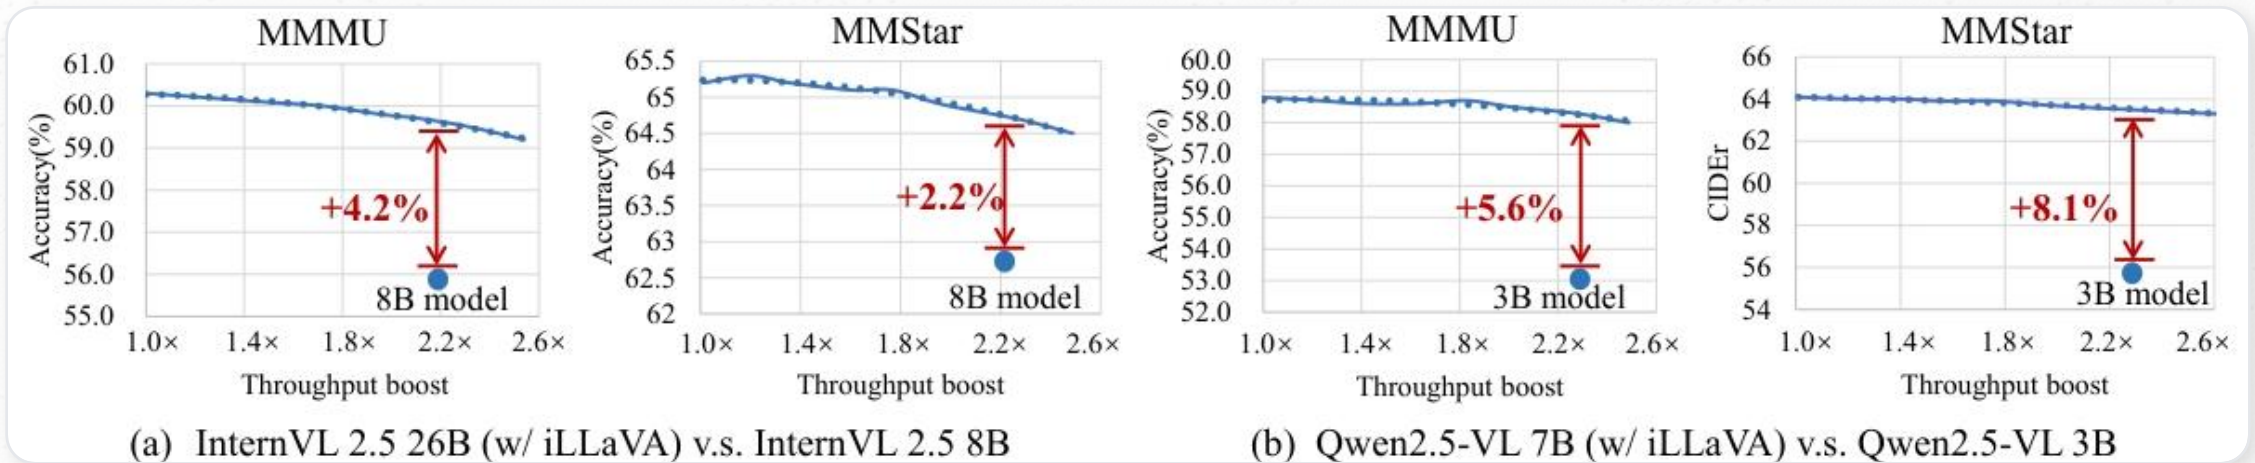 MMMU
61.0
60.0
59.0
58.0
57.0
56.0
55.0
Accuracy(%)
+4.2%
8B model
1.0× 1.4× 1.8× 2.2× 2.6×
Throughput boost
MMStar
65.5
65
64.5
64
63.5
63
62.5
62
Accuracy(%)
+2.2%
8B model
1.0× 1.4× 1.8× 2.2× 2.6×
Throughput boost
(a) InternVL 2.5 26B (w/ iLLaVA) v.s. InternVL 2.5 8B
MMMU
60.0
59.0
58.0
57.0
56.0
55.0
54.0
53.0
52.0
Accuracy(%)
+5.6%
3B model
1.0× 1.4× 1.8× 2.2× 2.6×
Throughput boost
MMStar
66
64
62
60
58
56
54
CIDEr
+8.1%
3B model
1.0× 1.4× 1.8× 2.2× 2.6×
Throughput boost
(b) Qwen2.5-VL 7B (w/ iLLaVA) v.s. Qwen2.5-VL 3B